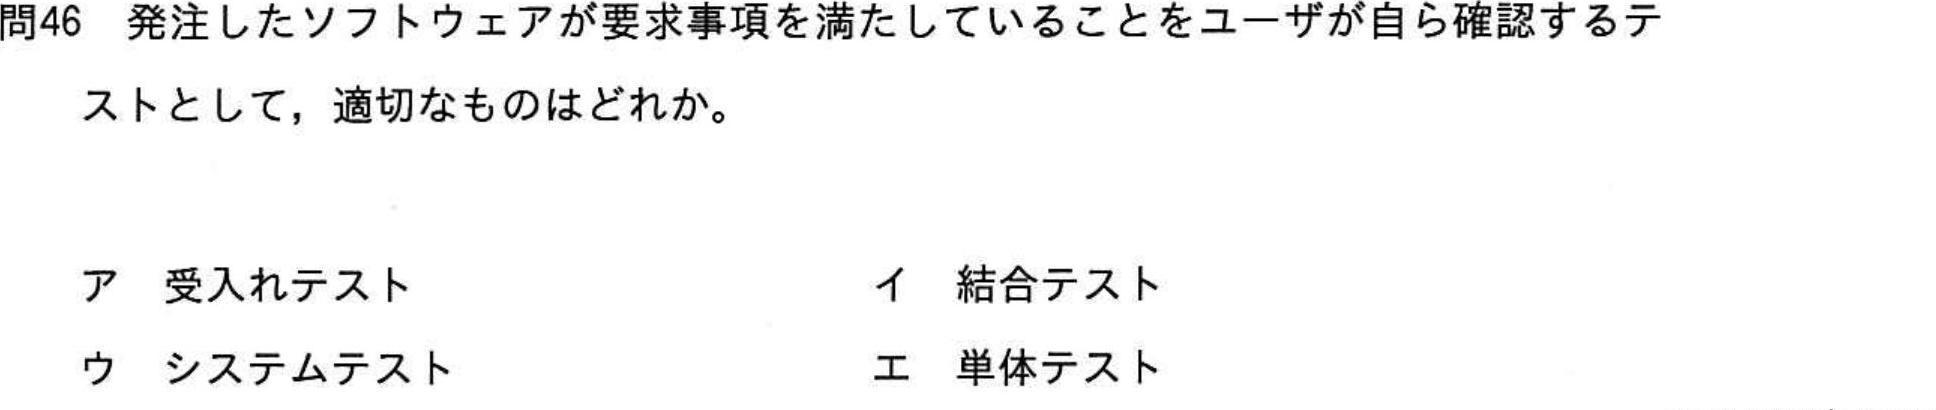 問46 発注したソフトウェアが要求事項を満たしていることをユーザが自ら確認するテ
ストとして，適切なものはどれか。
ア 受入れテスト イ 結合テスト
ウ システムテスト エ 単体テスト